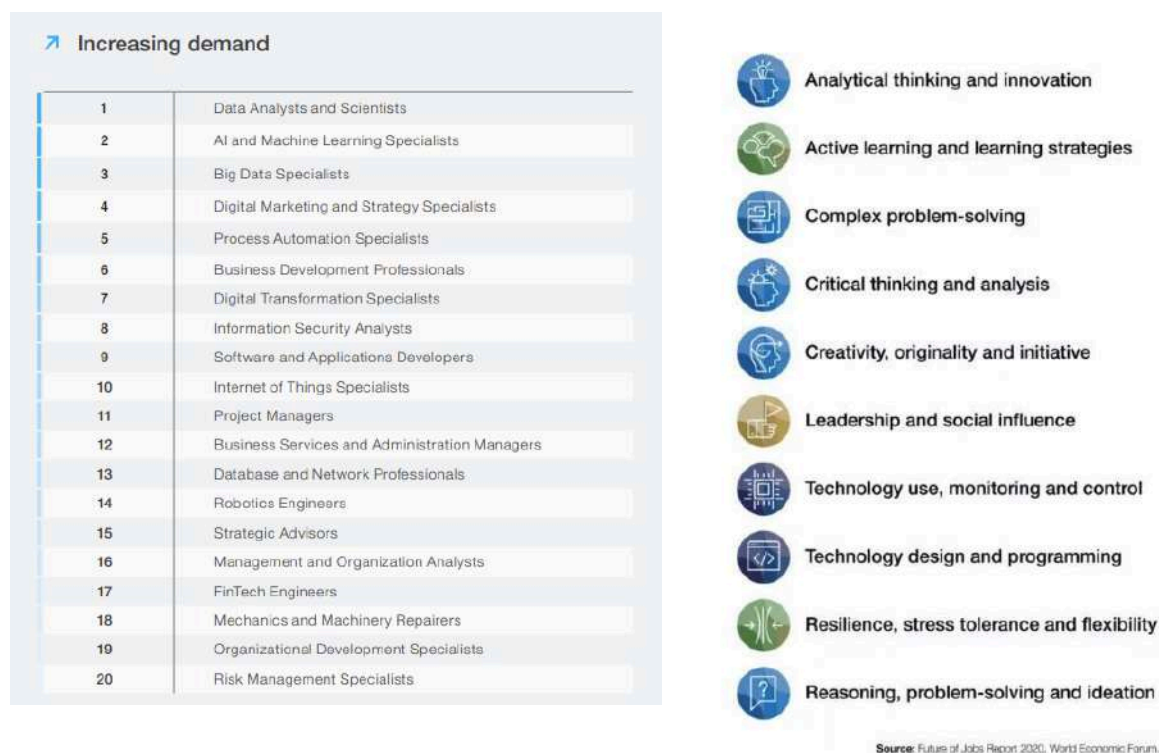 Increasing demand
1 Data Analysts and Scientists
2 AI and Machine Learning Specialists
3 Big Data Specialists
4 Digital Marketing and Strategy Specialists
5 Process Automation Specialists
6 Business Development Professionals
7 Digital Transformation Specialists
8 Information Security Analysts
9 Software and Applications Developers
10 Internet of Things Specialists
11 Project Managers
12 Business Services and Administration Managers
13 Database and Network Professionals
14 Robotics Engineers
15 Strategic Advisors
16 Management and Organization Analysts
17 FinTech Engineers
18 Mechanics and Machinery Repairers
19 Organizational Development Specialists
20 Risk Management Specialists
Analytical thinking and innovation
Active learning and learning strategies
Complex problem-solving
Critical thinking and analysis
Creativity, originality and initiative
Leadership and social influence
Technology use, monitoring and control
Technology design and programming
Resilience, stress tolerance and flexibility
Reasoning, problem-solving and ideation
Source: Future of Jobs Report 2020, World Economic Forum